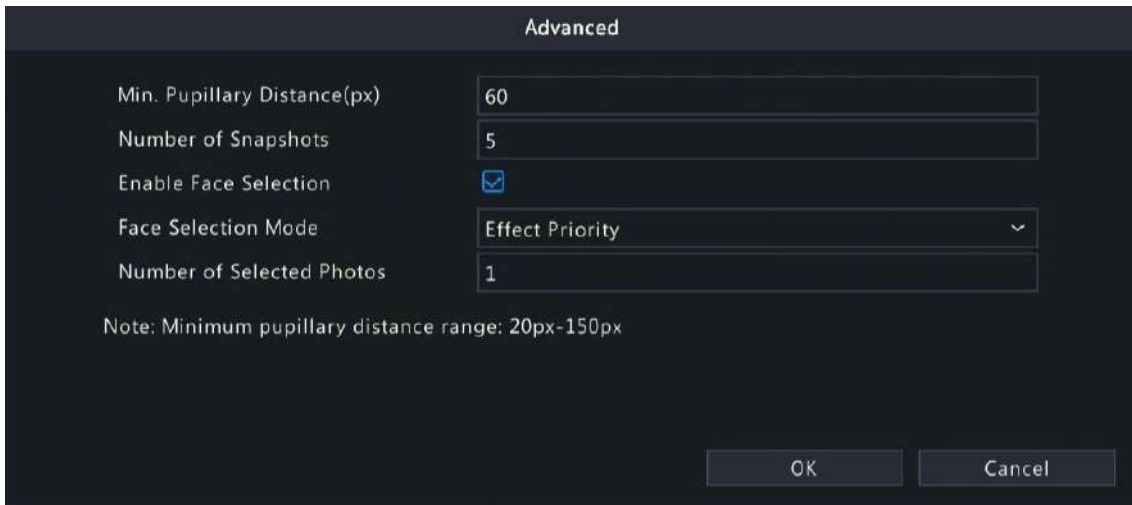 Advanced
Min. Pupillary Distance(px) 60
Number of Snapshots 5
Enable Face Selection
Face Selection Mode Effect Priority
Number of Selected Photos 1
Note: Minimum pupillary distance range: 20px-150px
OK Cancel